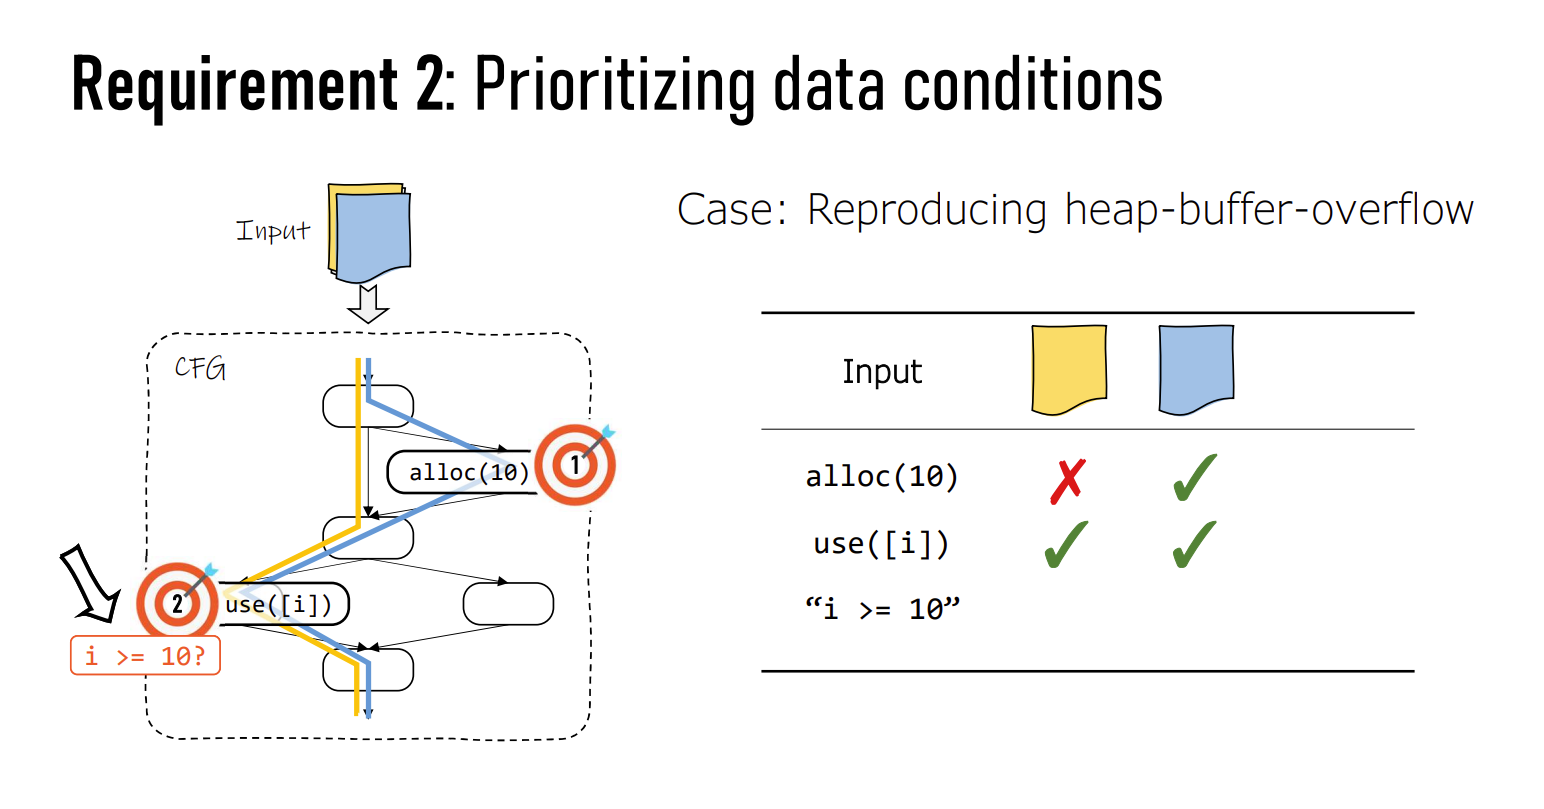 Requirement 2: Prioritizing data conditions
Input
CFG
alloc(10)
1
2
use([i])
i >= 10?
Case: Reproducing heap-buffer-overflow
Input
alloc(10)
use([i])
“i >= 10”